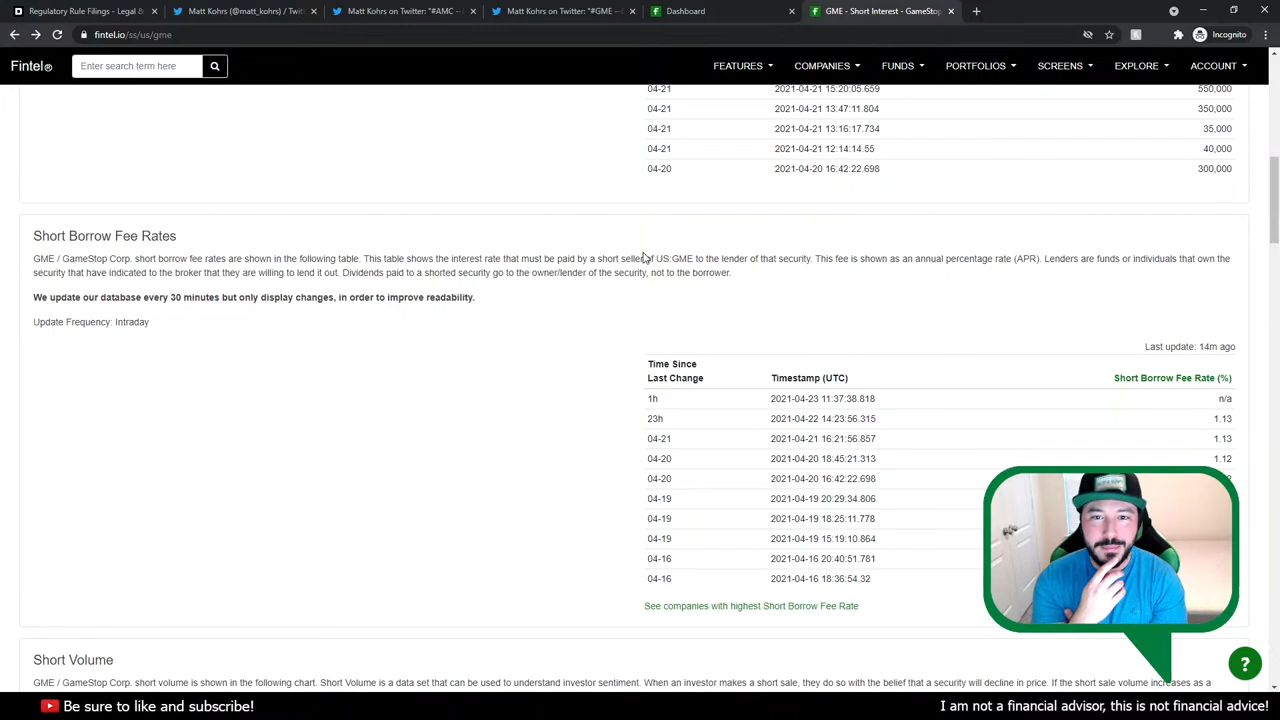 Regulatory Rule Filings - Legal &
Matt Kohrs (@matt_kohrs) / Twitt
Matt Kohrs on Twitter: "#AMC –
Matt Kohrs on Twitter: "#GME –
Dashboard
GME - Short Interest - GameStop
fintel.io/ss/us/gme
Incognito
Fintel
Enter search term here
FEATURES
COMPANIES
FUNDS
PORTFOLIOS
SCREENS
EXPLORE
ACCOUNT
04-21 2021-04-21 15:20:05.659 550,000
04-21 2021-04-21 13:47:11.804 350,000
04-21 2021-04-21 13:16:17.734 35,000
04-21 2021-04-21 12:14:14.55 40,000
04-20 2021-04-20 16:42:22.698 300,000
Short Borrow Fee Rates
GME / GameStop Corp. short borrow fee rates are shown in the following table. This table shows the interest rate that must be paid by a short seller of US:GME to the lender of that security. This fee is shown as an annual percentage rate (APR). Lenders are funds or individuals that own the
security that have indicated to the broker that they are willing to lend it out. Dividends paid to a shorted security go to the owner/lender of the security, not to the borrower.
We update our database every 30 minutes but only display changes, in order to improve readability.
Update Frequency: Intraday
Last update: 14m ago
Time Since
Last Change Timestamp (UTC) Short Borrow Fee Rate (%)
1h 2021-04-23 11:37:38.818 n/a
23h 2021-04-22 14:23:56.315 1.13
04-21 2021-04-21 16:21:56.857 1.13
04-20 2021-04-20 18:45:21.313 1.12
04-20 2021-04-20 16:42:22.698
04-19 2021-04-19 20:29:34.806
04-19 2021-04-19 18:25:11.778
04-19 2021-04-19 15:19:10.864
04-16 2021-04-16 20:40:51.781
04-16 2021-04-16 18:36:54.32
See companies with highest Short Borrow Fee Rate
Short Volume
GME / GameStop Corp. short volume is shown in the following chart. Short Volume is a data set that can be used to understand investor sentiment. When an investor makes a short sale, they do so with the belief that a security will decline in price. If the short sale volume increases as a
?
Be sure to like and subscribe!
I am not a financial advisor, this is not financial advice!